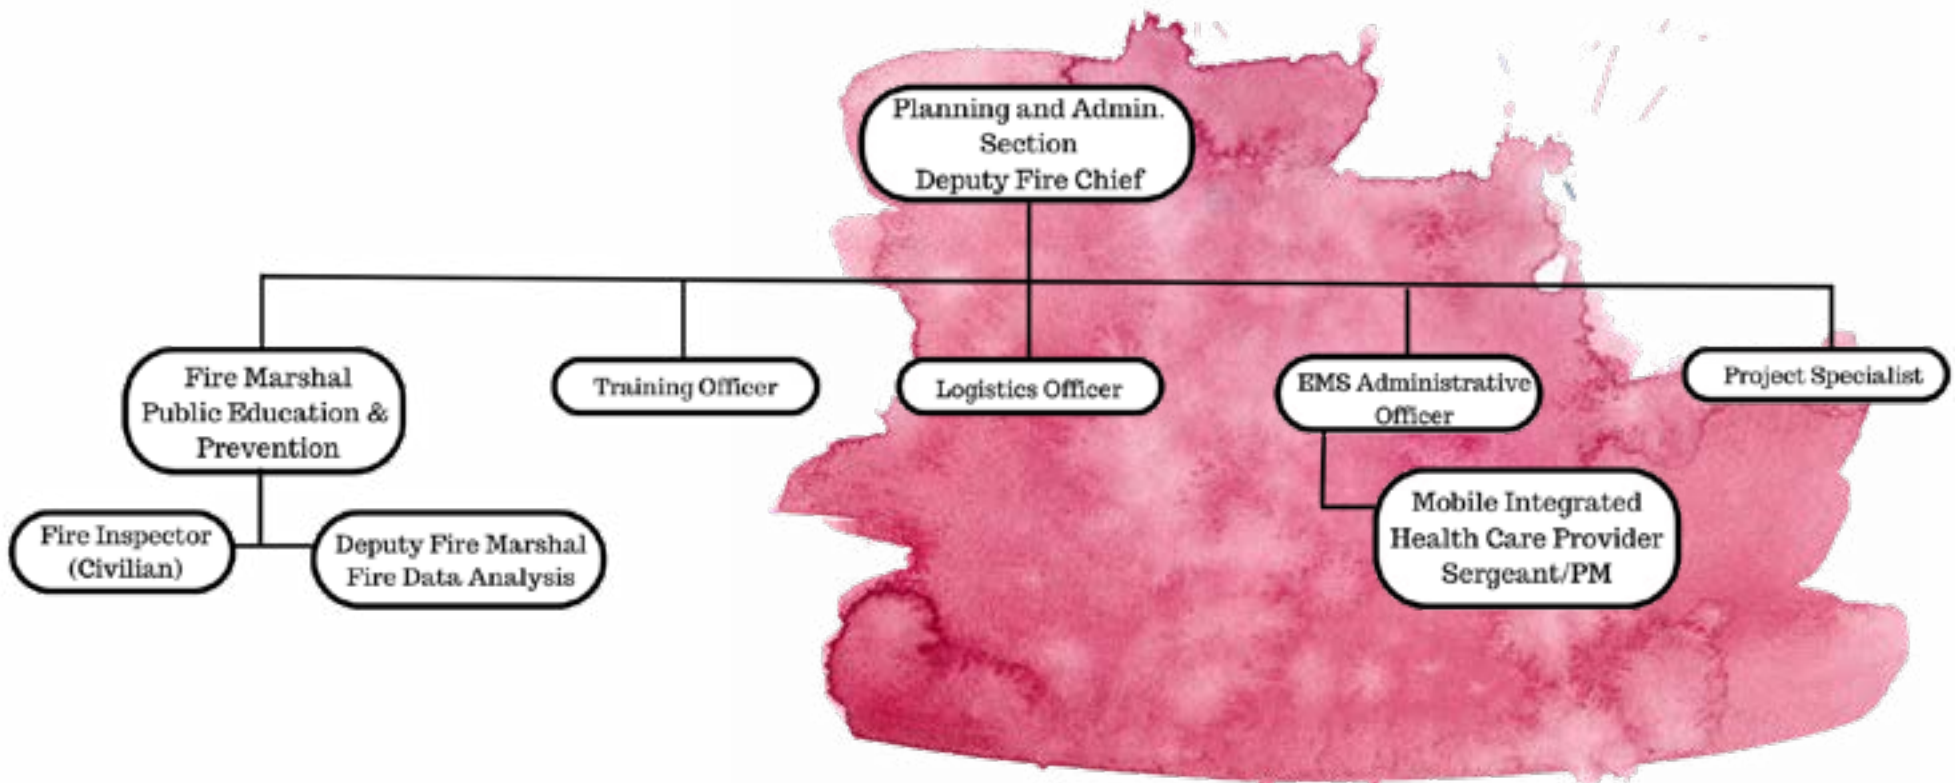 Planning and Admin.
Section
Deputy Fire Chief
Fire Marshal
Public Education &
Prevention
Training Officer
Logistics Officer
EMS Administrative
Officer
Project Specialist
Fire Inspector
(Civilian)
Deputy Fire Marshal
Fire Data Analysis
Mobile Integrated
Health Care Provider
Sergeant/PM